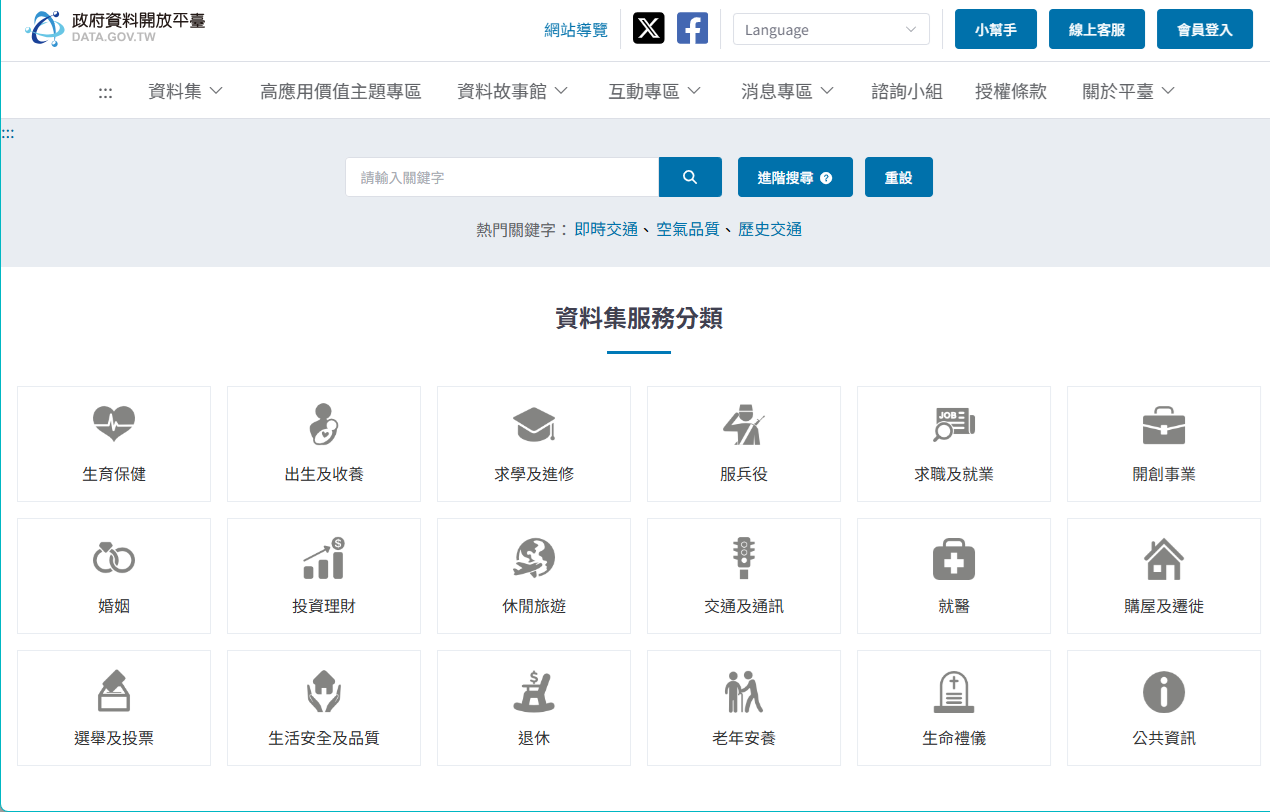 政府資料開放平臺
DATA.GOV.TW
網站導覽
Language
小幫手
線上客服
會員登入
:::
資料集
高應用價值主題專區
資料故事館
互動專區
消息專區
諮詢小組
授權條款
關於平臺
:::
請輸入關鍵字
進階搜尋 ?
重設
熱門關鍵字： 即時交通、 空氣品質、 歷史交通
資料集服務分類
生育保健
出生及收養
求學及進修
服兵役
JOB
求職及就業
開創事業
婚姻
$
投資理財
休閒旅遊
交通及通訊
就醫
購屋及遷徙
選舉及投票
生活安全及品質
$
退休
老年安養
生命禮儀
公共資訊